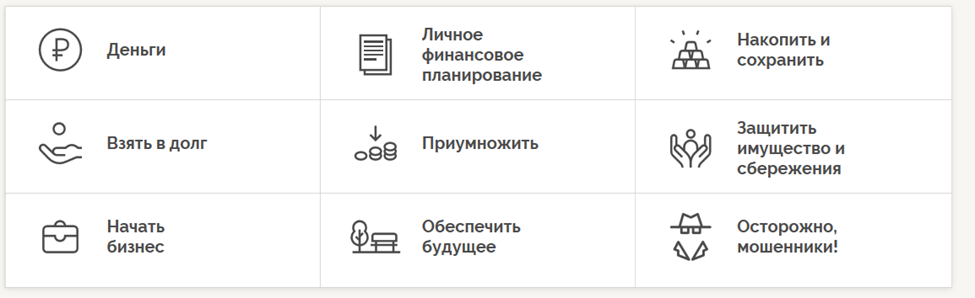 Деньги
Личное
финансовое
планирование
Накопить и
сохранить
Взять в долг
Приумножить
Защитить
имущество и
сбережения
Начать
бизнес
Обеспечить
будущее
Осторожно,
мошенники!